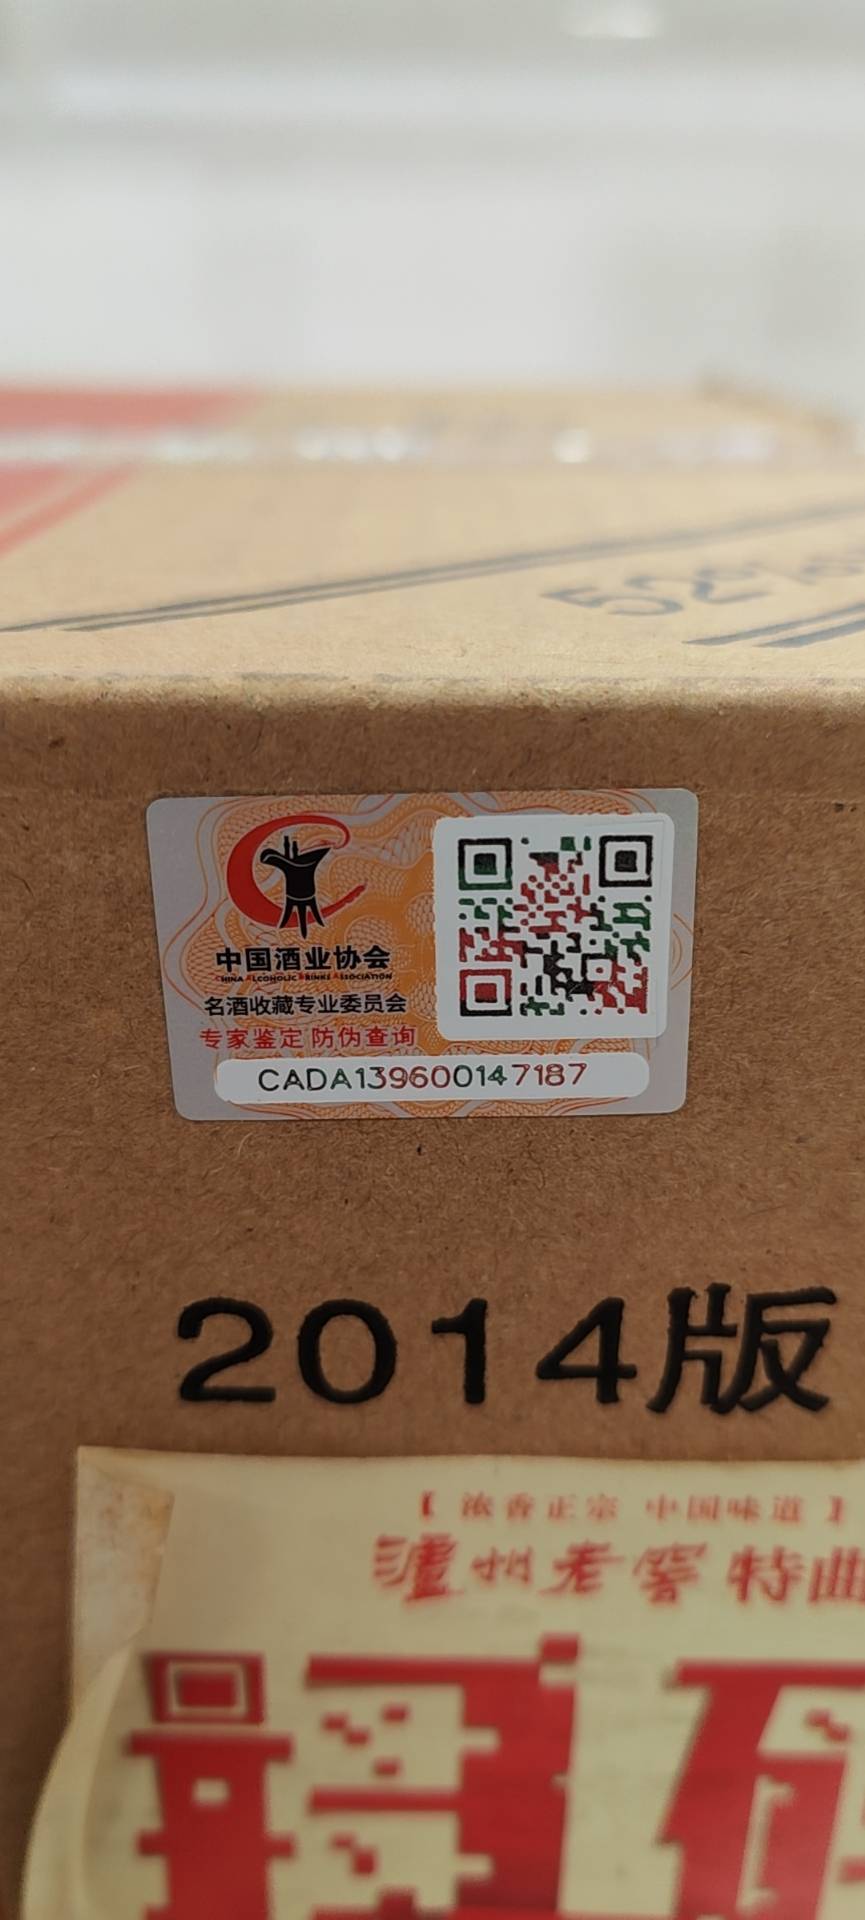 52%
中国酒业协会
CHINA ALCOHOLIC DRINKS ASSOCIATION
名酒收藏专业委员会
专家鉴定 防伪查询
CADA139600147187
2014版
【 浓香正宗 中国味道 】
泸州老窖特曲